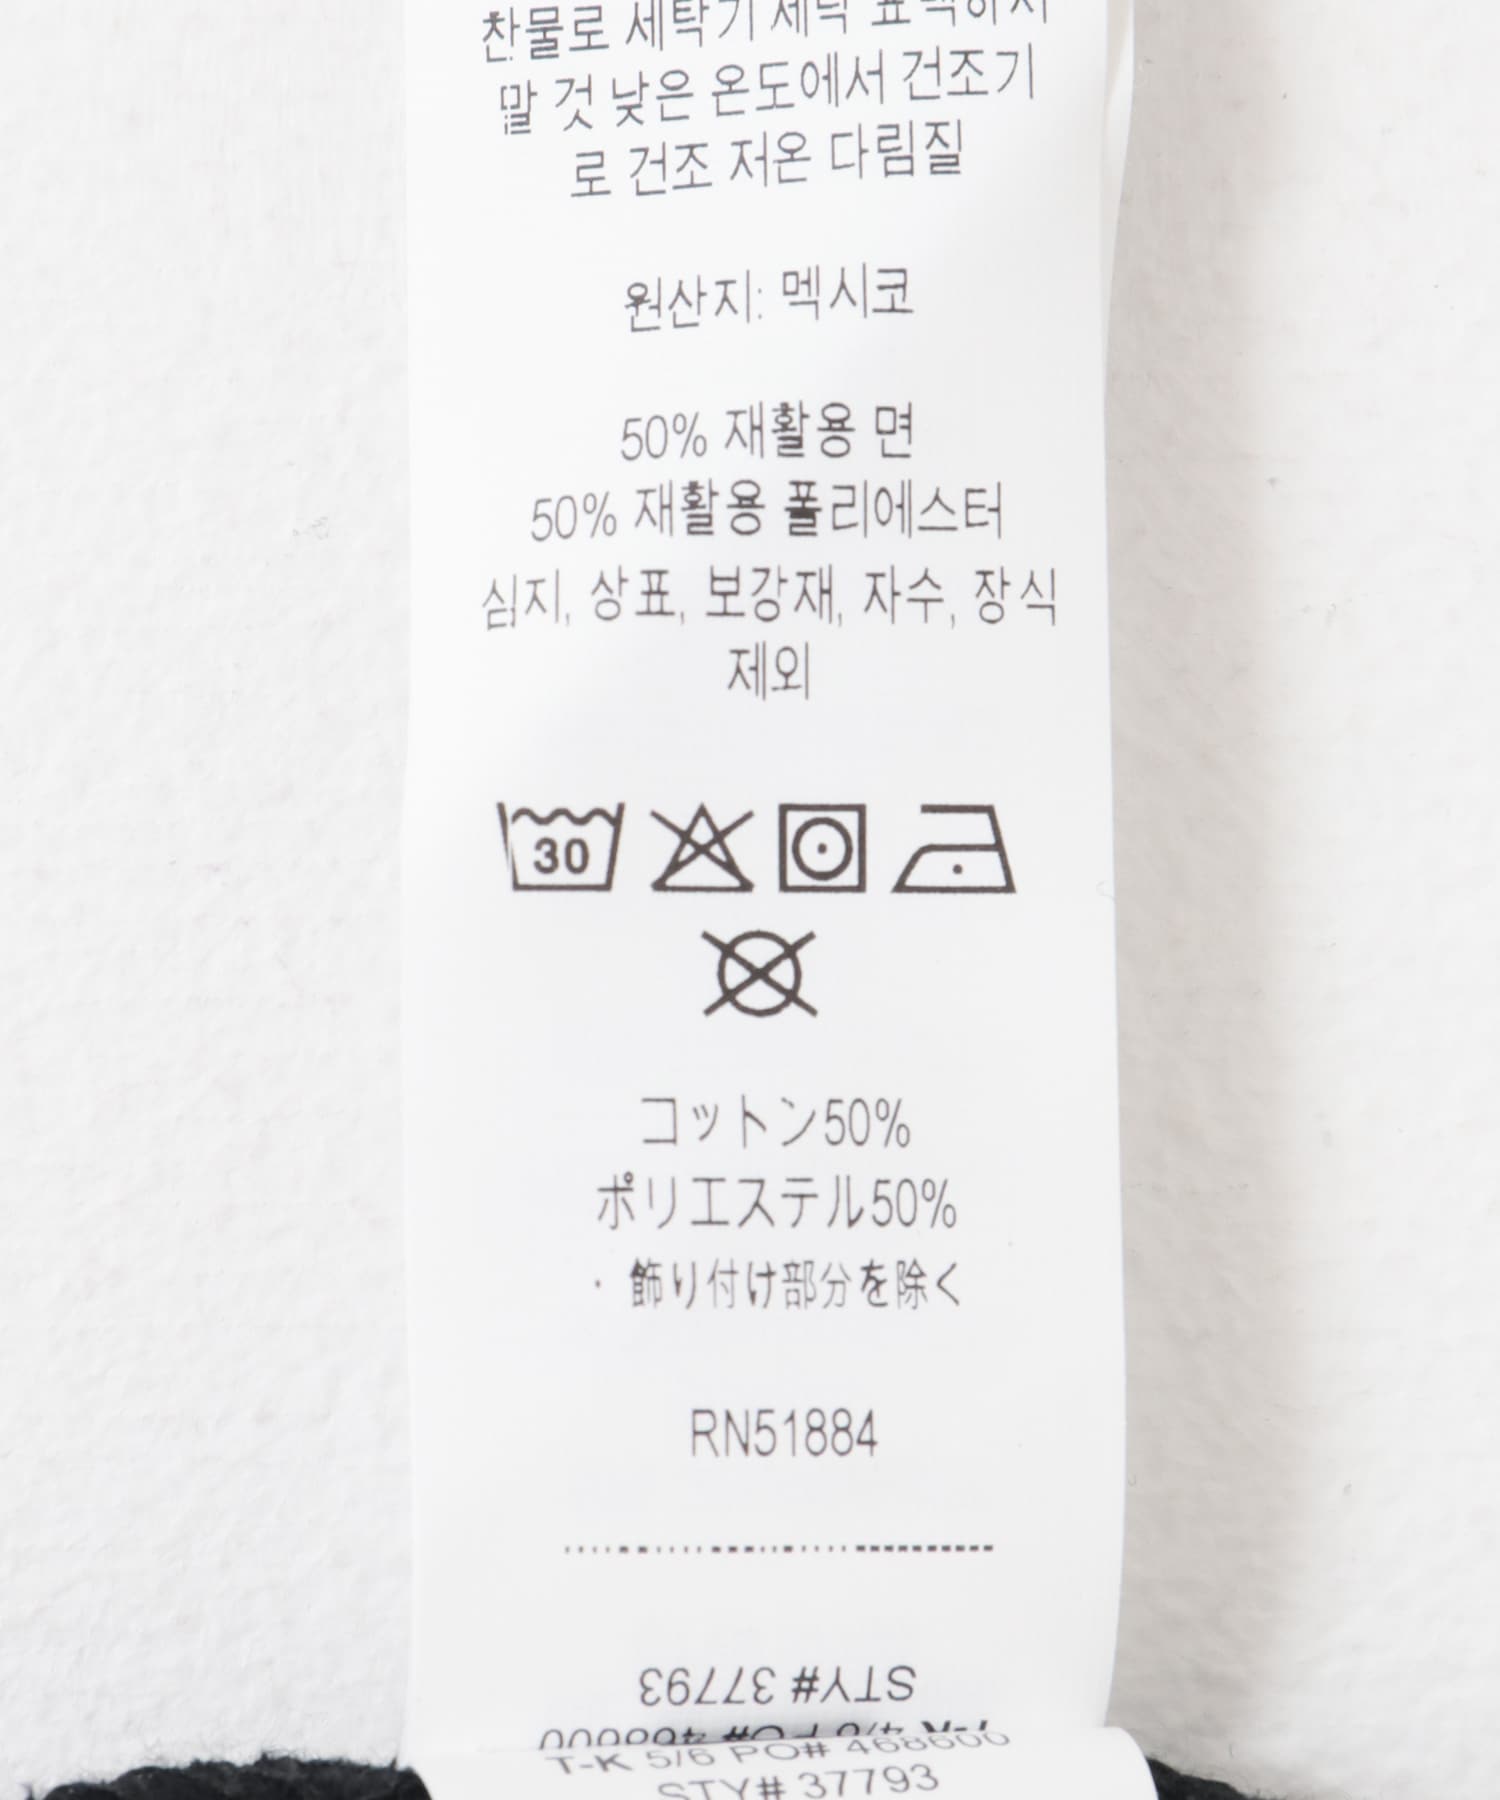 찬물로 세탁기 세탁 표백하지
말 것 낮은 온도에서 건조기
로 건조 저온 다림질
원산지: 멕시코
50% 재활용 면
50% 재활용 폴리에스터
심지, 상표, 보강재, 자수, 장식
제외
30
コットン50%
ポリエステル50%
・飾り付け部分を除く
RN51884
STY# 37793
T-K 5/6 PO# 468600
STY# 37793